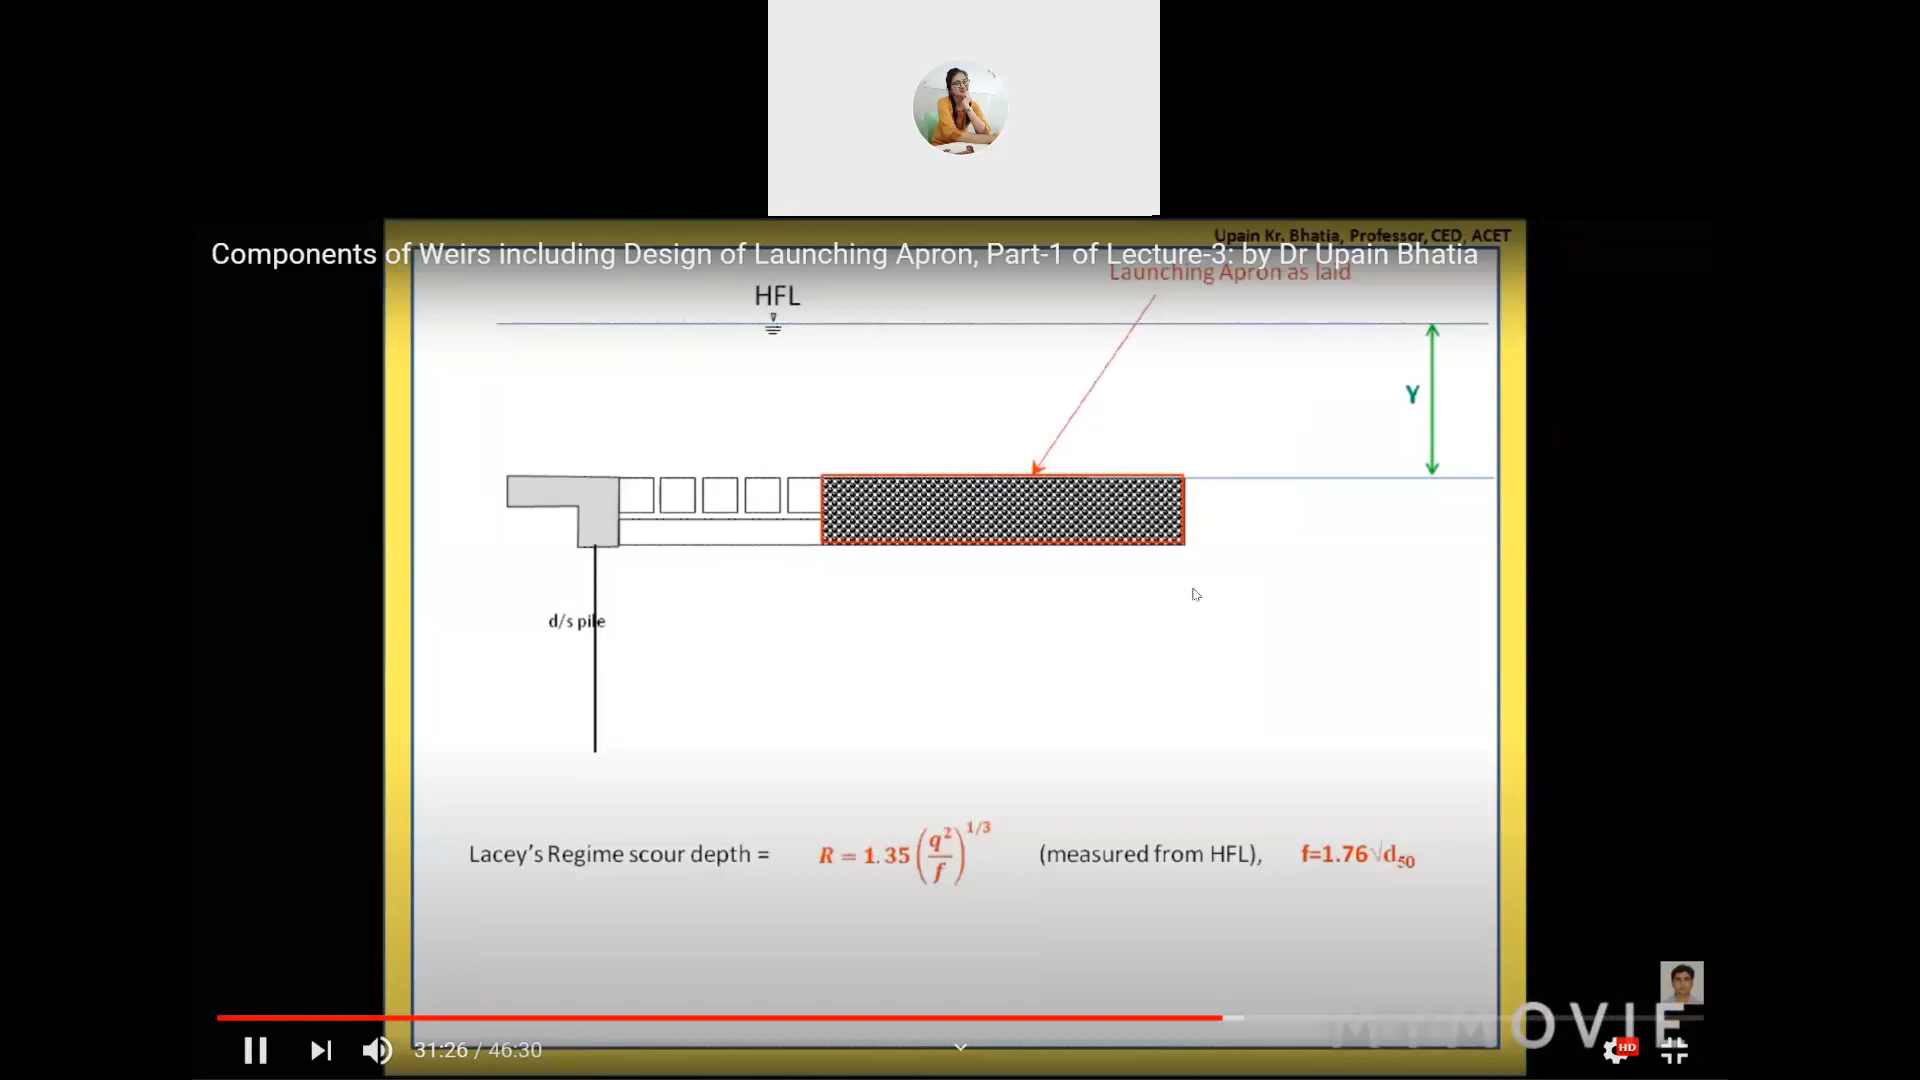 Upain Kr. Bhatia, Professor, CED, ACET
Components of Weirs including Design of Launching Apron, Part-1 of Lecture-3: by Dr Upain Bhatia
Launching Apron as laid
HFL
Y
d/s pile
Lacey's Regime scour depth = R = 1.35 (q²/f)^1/3 (measured from HFL), f=1.76√d₅₀
MY MOVIE
31:26 / 46:30
HD